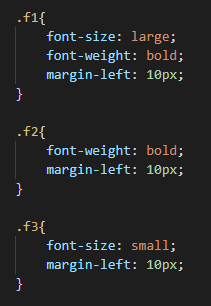 .f1{
    font-size: large;
    font-weight: bold;
    margin-left: 10px;
}

.f2{
    font-weight: bold;
    margin-left: 10px;
}

.f3{
    font-size: small;
    margin-left: 10px;
}